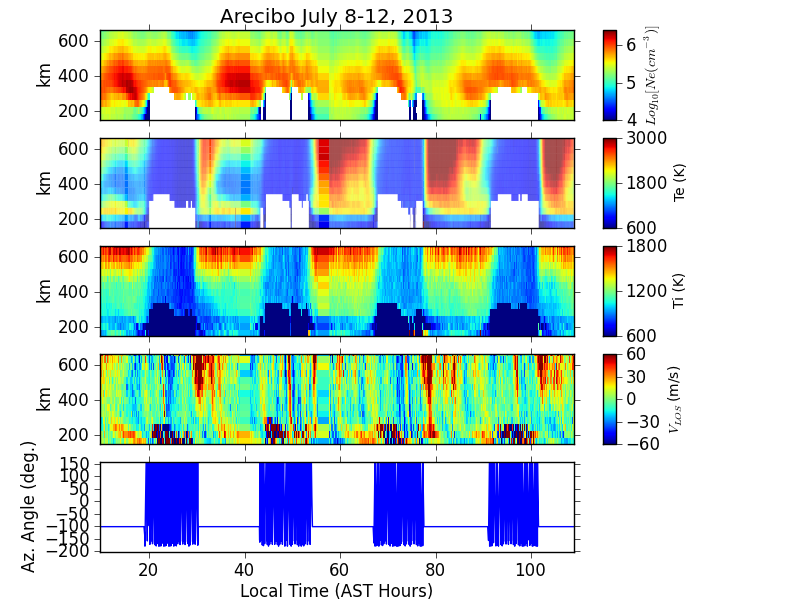 Arecibo July 8-12, 2013
600
400
200
km
6
5
4
Log10[Ne(cm−3)]
600
400
200
km
3000
1800
600
Te (K)
600
400
200
km
1800
1200
600
Ti (K)
600
400
200
km
60
30
0
−30
−60
VLOS (m/s)
150
100
50
0
−50
−100
−150
−200
Az. Angle (deg.)
20 40 60 80 100
Local Time (AST Hours)